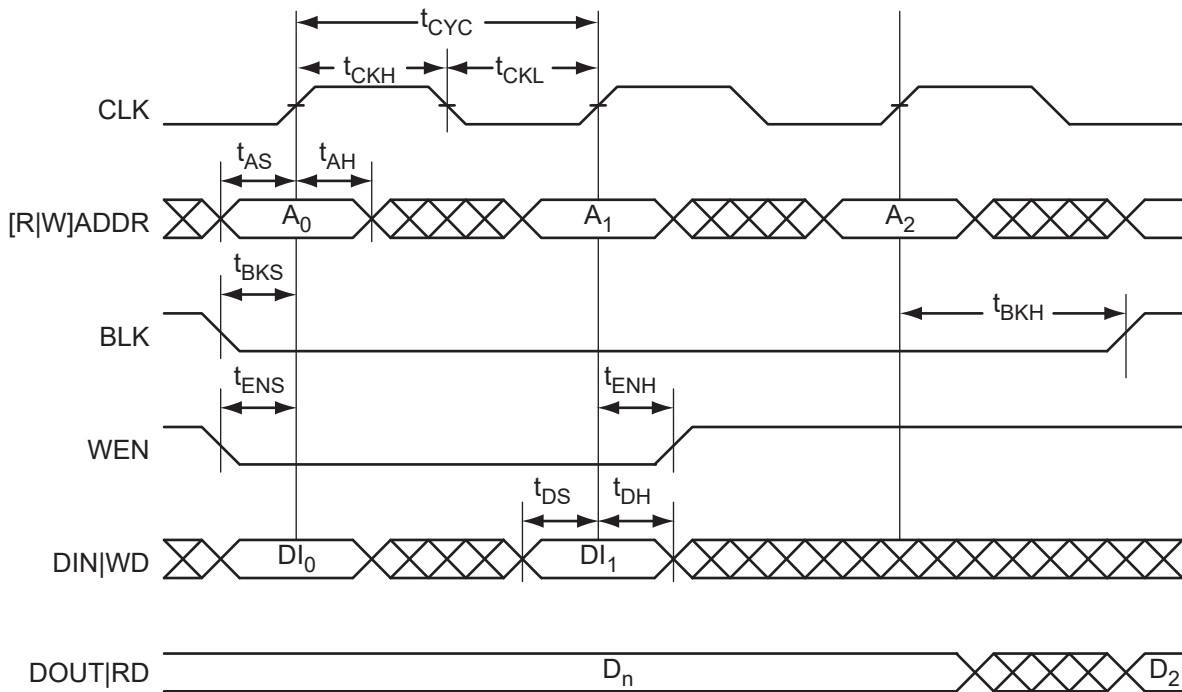 tCYC
tCKH tCKL
CLK
tAS tAH
[R|W]ADDR A0 A1 A2
tBKS
tBKH
BLK
tENS tENH
WEN
tDS tDH
DIN|WD DI0 DI1
DOUT|RD Dn D2